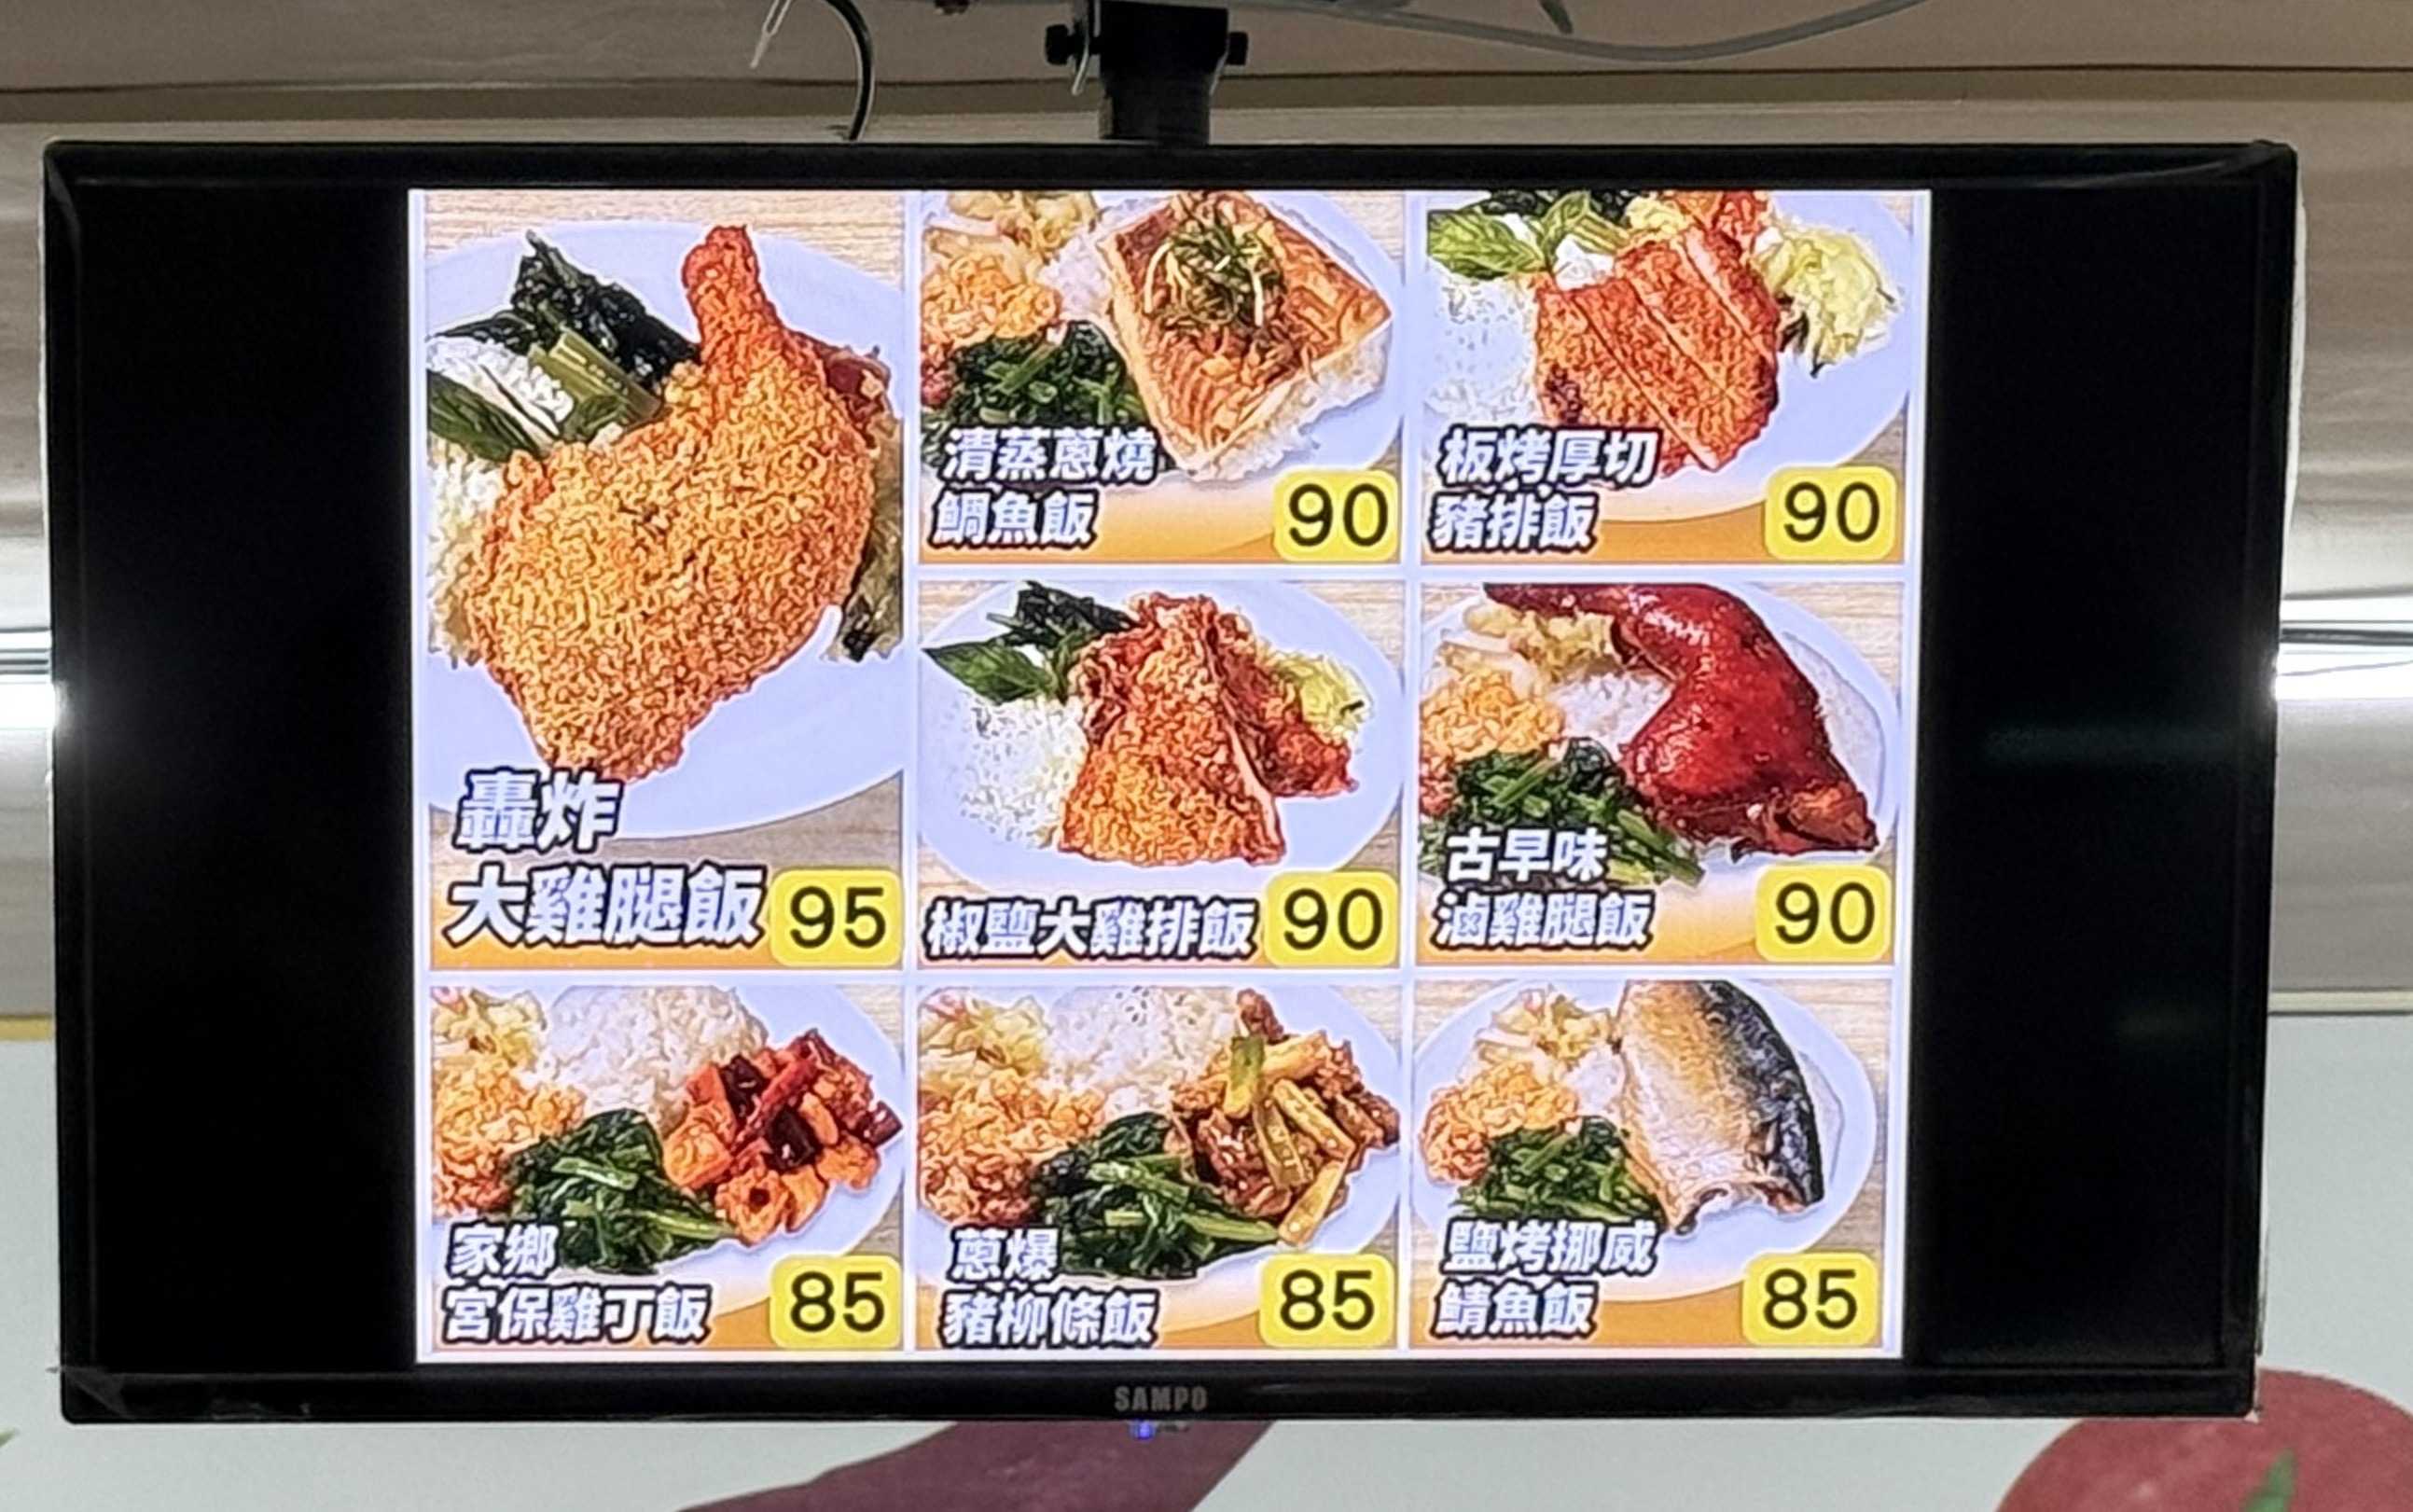 轟炸
大雞腿飯
95
清蒸蔥燒
鯛魚飯
90
板烤厚切
豬排飯
90
椒鹽大雞排飯
90
古早味
滷雞腿飯
90
家鄉
宮保雞丁飯
85
蔥爆
豬柳條飯
85
鹽烤挪威
鯖魚飯
85
SAMPO